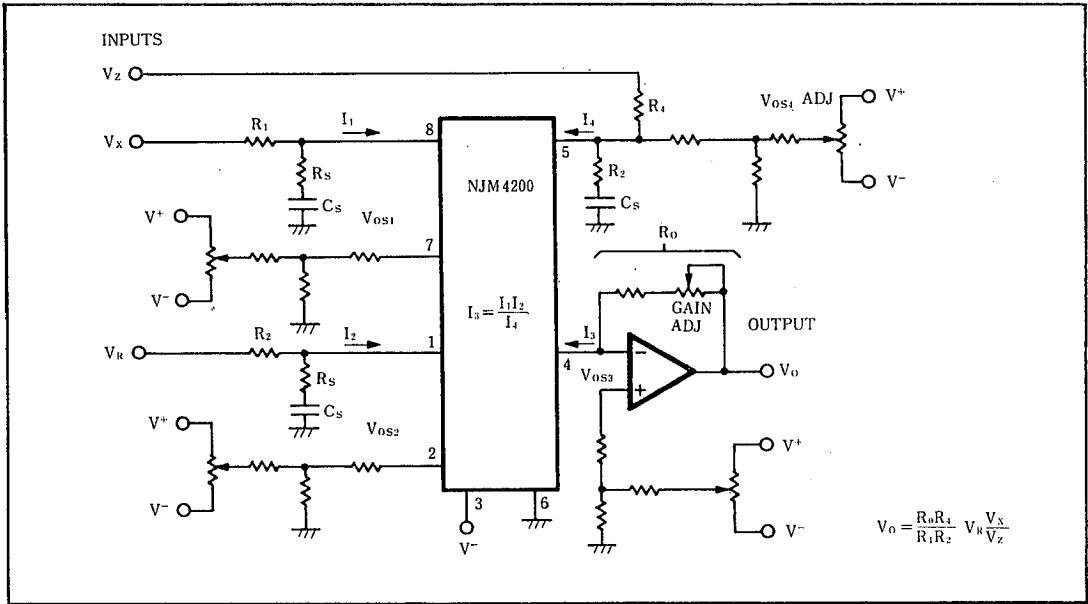 INPUTS
Vz
R4
VOS4 ADJ
V+
R1
I1
8
I4
5
Vx
RS
R2
V-
NJM4200
CS
CS
V+
VOS1
R0
7
V-
I3=I1I2/I4
GAIN
ADJ
OUTPUT
R2
I2
I3
VR
1
4
VOS3
-
+
VO
RS
CS
V+
VOS2
V+
2
V-
3
6
V-
V-
VO=R0R4/R1R2 VR Vx/Vz